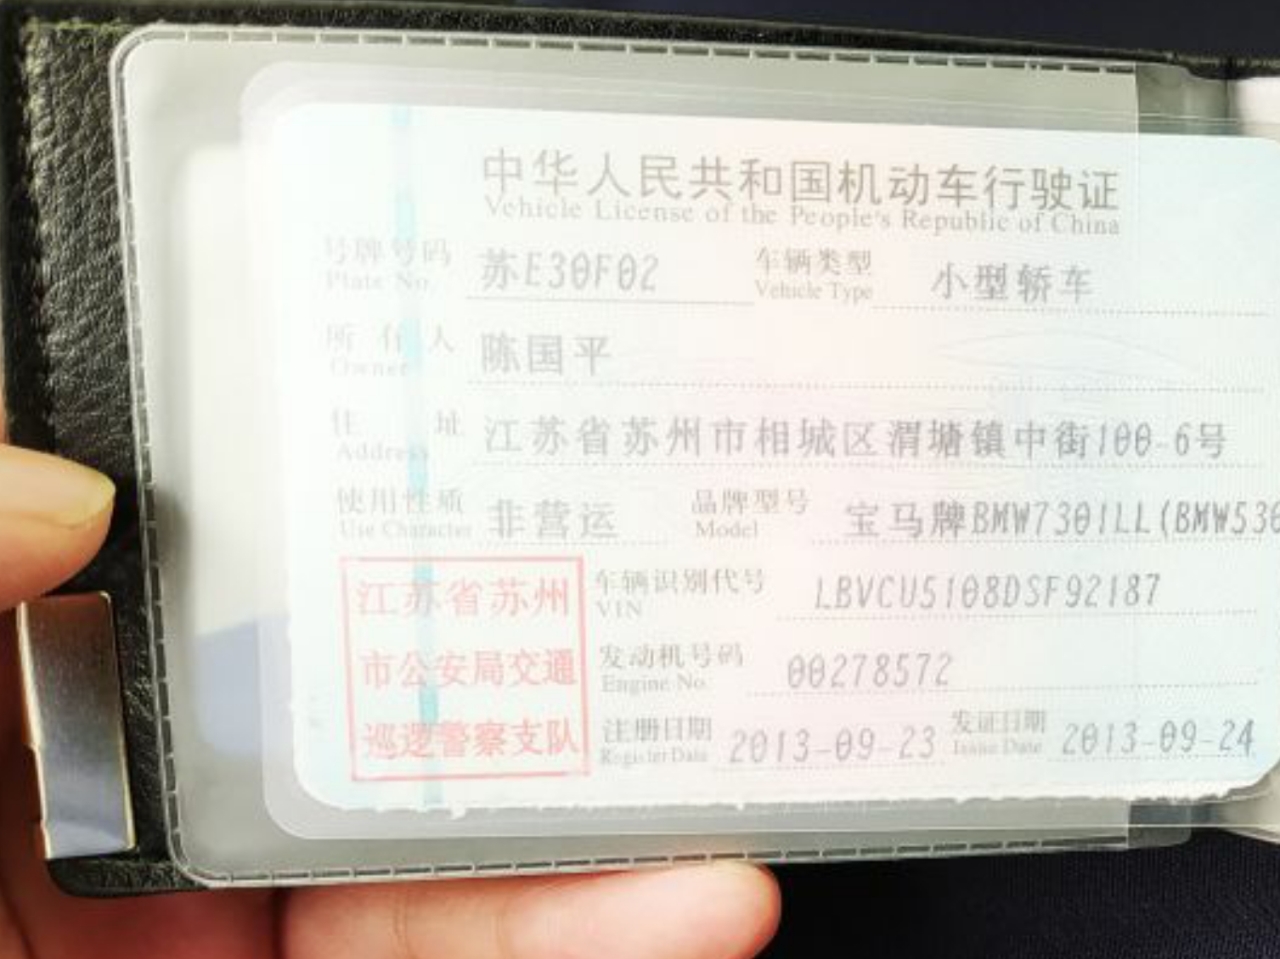 中华人民共和国机动车行驶证
Vehicle License of the People's Republic of China
号牌号码 苏E30F02 车辆类型 小型轿车
Plate No. Vehicle Type
所有人 陈国平
Owner
住址 江苏省苏州市相城区渭塘镇中街100-6号
Address
使用性质 非营运 品牌型号 宝马牌BMW7301LL(BMW530
Use Character Model
江苏省苏州
市公安局交通
巡逻警察支队
车辆识别代号 LBVCU5108DSF92187
VIN
发动机号码 00278572
Engine No.
注册日期 2013-09-23 发证日期 2013-09-24
Register Date Issue Date